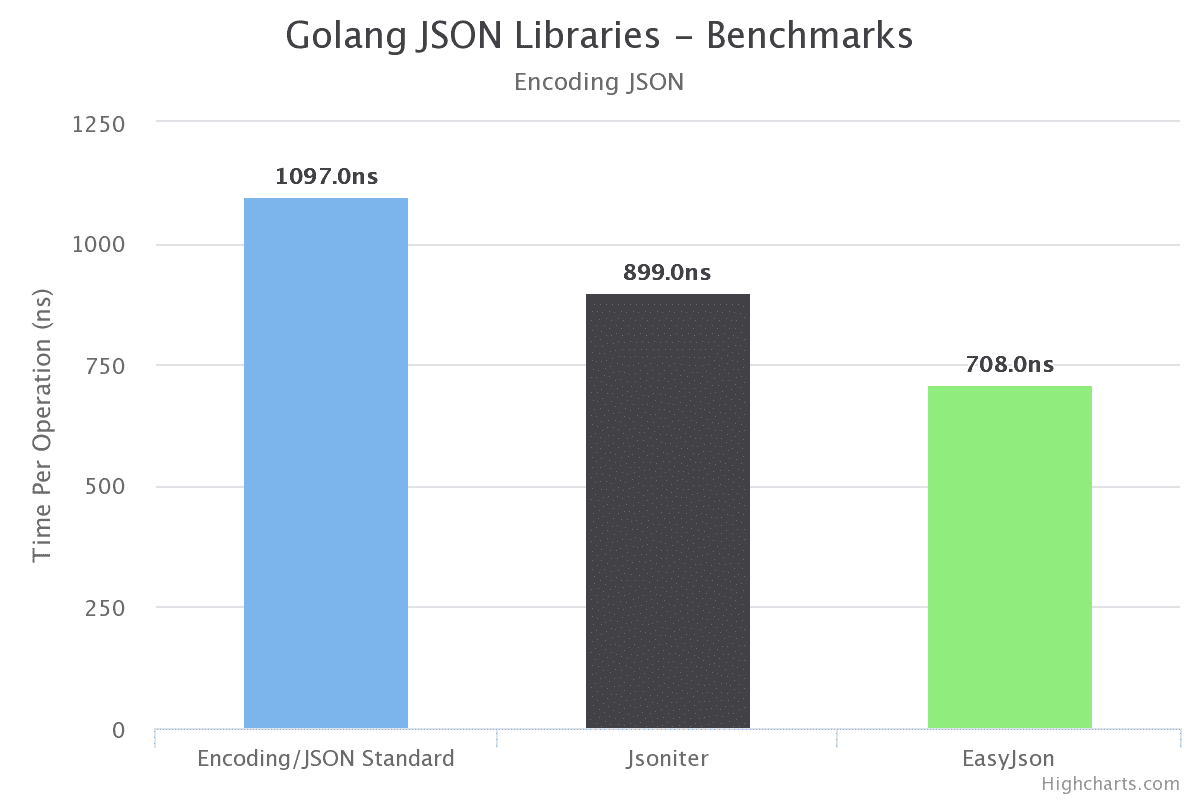 Golang JSON Libraries - Benchmarks
Encoding JSON
Time Per Operation (ns)
1250
1000
750
500
250
0
1097.0ns
899.0ns
708.0ns
Encoding/JSON Standard
Jsoniter
EasyJson
Highcharts.com